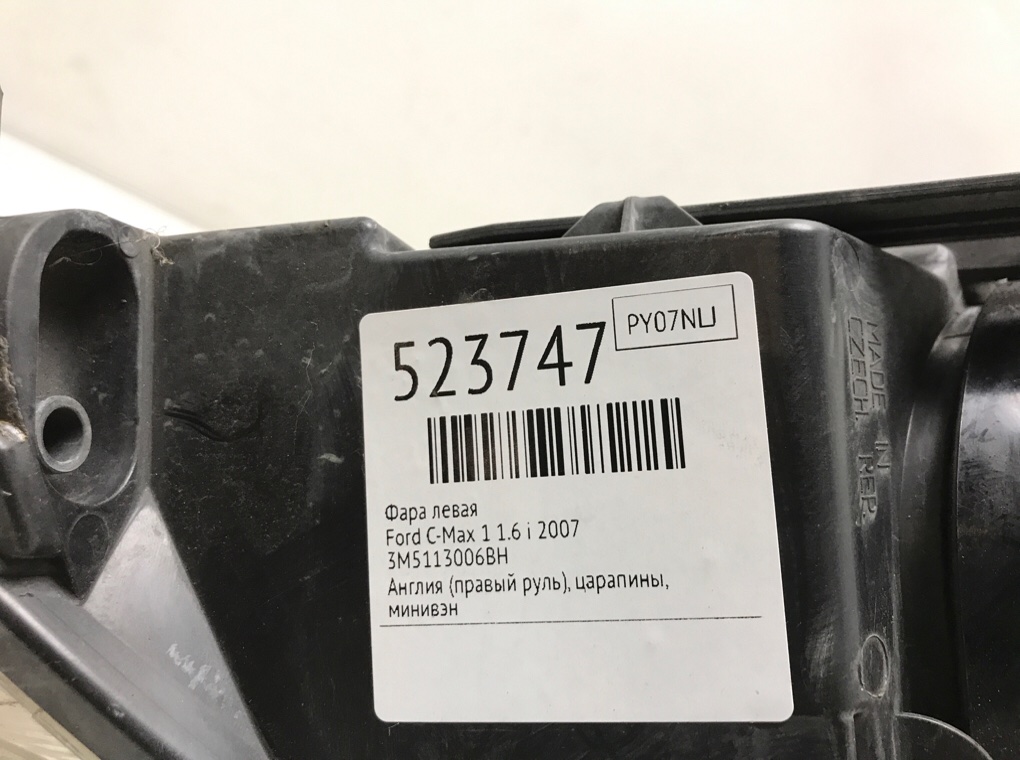 523747
PY07NLJ
Фара левая
Ford C-Max 1 1.6 i 2007
3M5113006BH
Англия (правый руль), царапины,
минивэн
MADE IN
CZECH. REP.